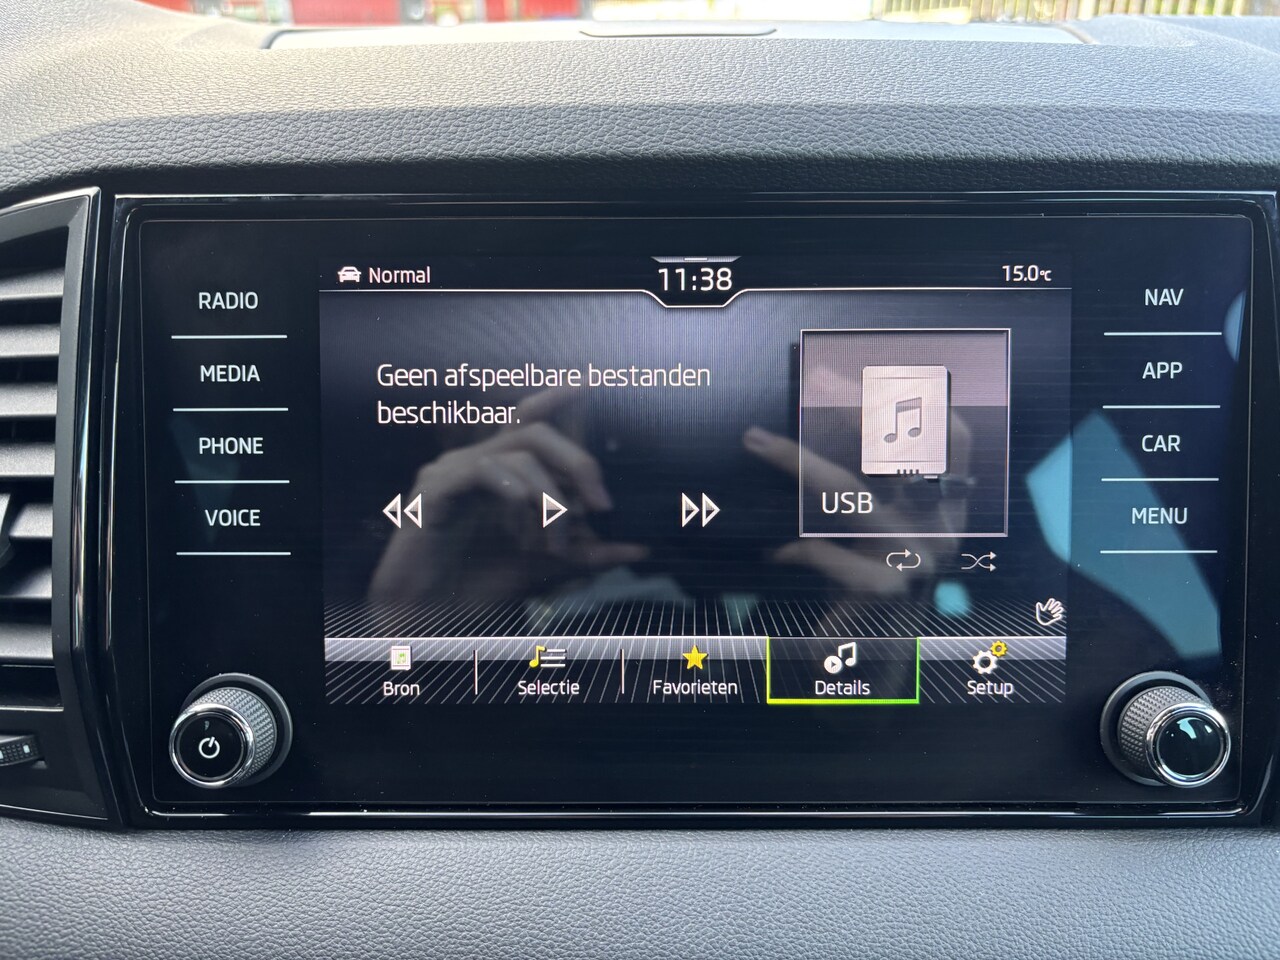 Normal
11:38
15.0°C
RADIO
MEDIA
PHONE
VOICE
Geen afspeelbare bestanden
beschikbaar.
USB
NAV
APP
CAR
MENU
Bron
Selectie
Favorieten
Details
Setup